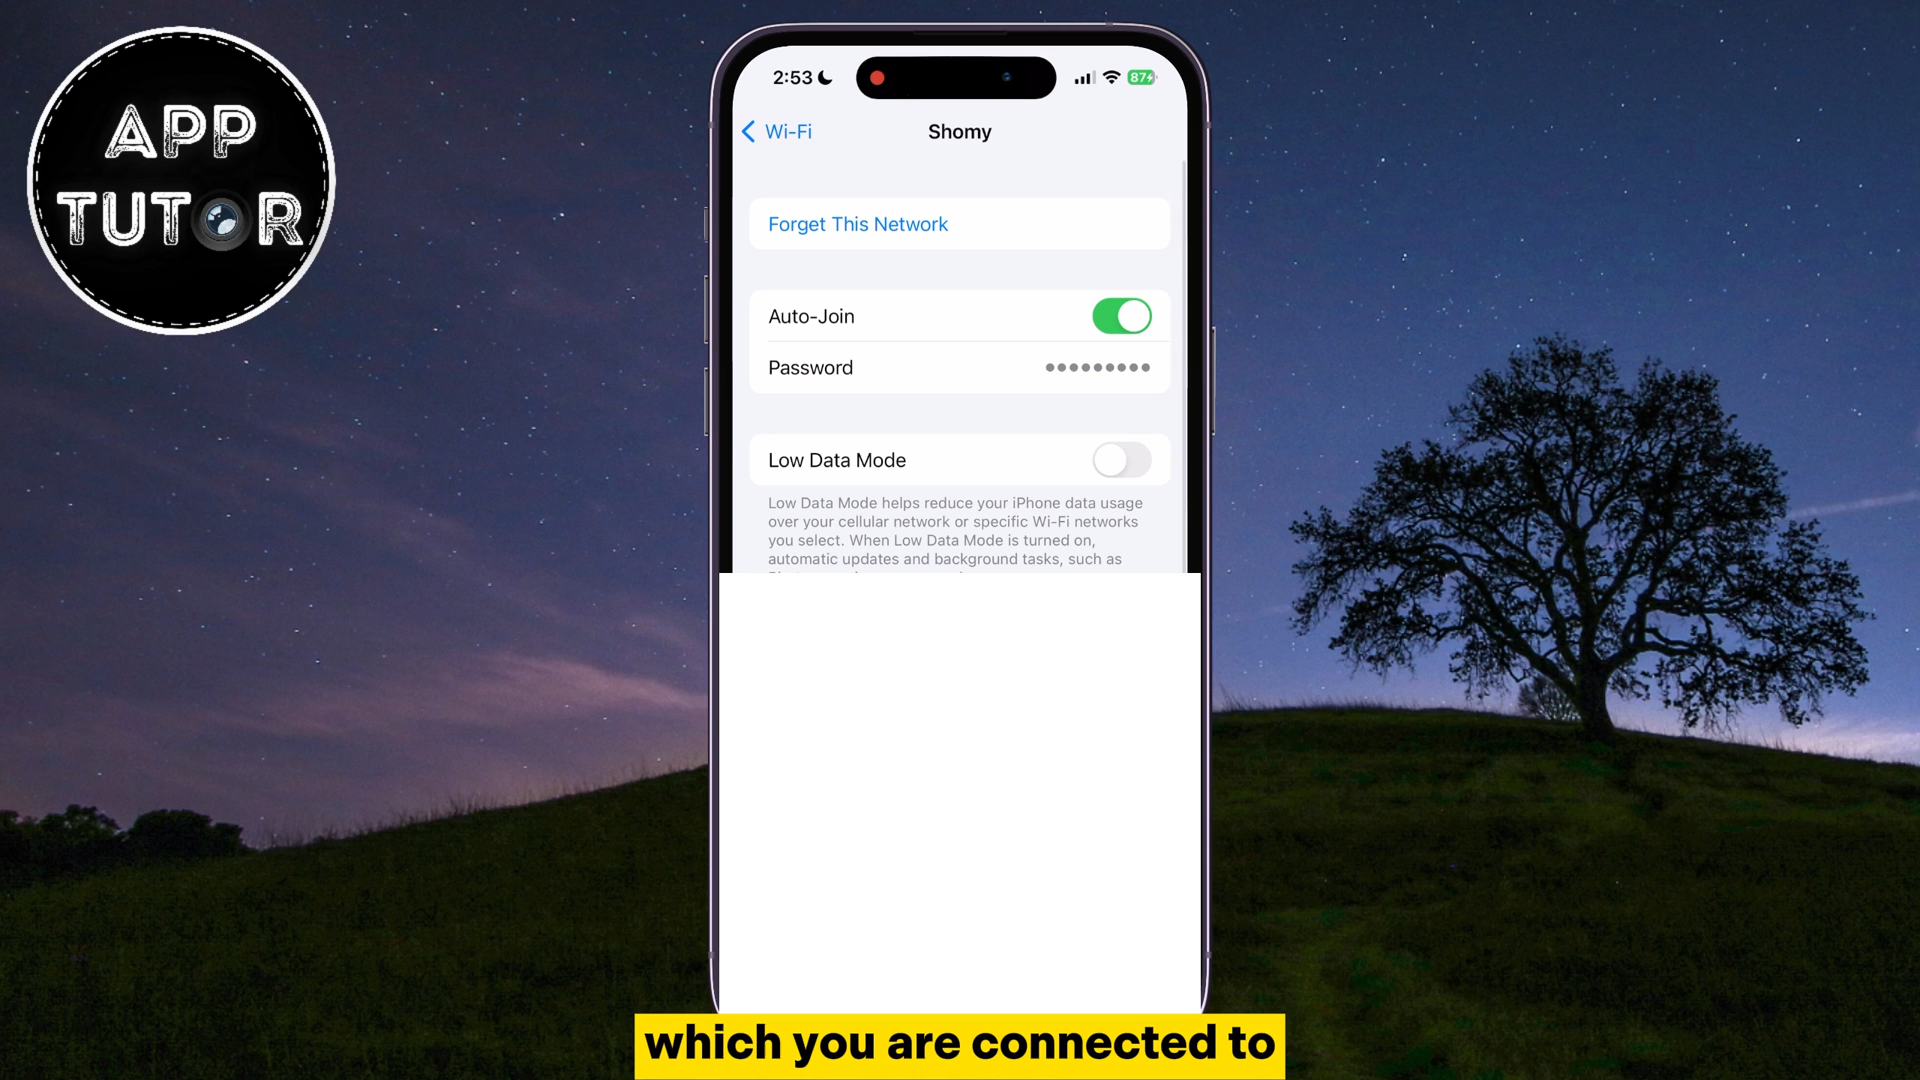 APP
TUTOR
2:53
87
Wi-Fi
Shomy
Forget This Network
Auto-Join
Password
Low Data Mode
Low Data Mode helps reduce your iPhone data usage
over your cellular network or specific Wi-Fi networks
you select. When Low Data Mode is turned on,
automatic updates and background tasks, such as
which you are connected to